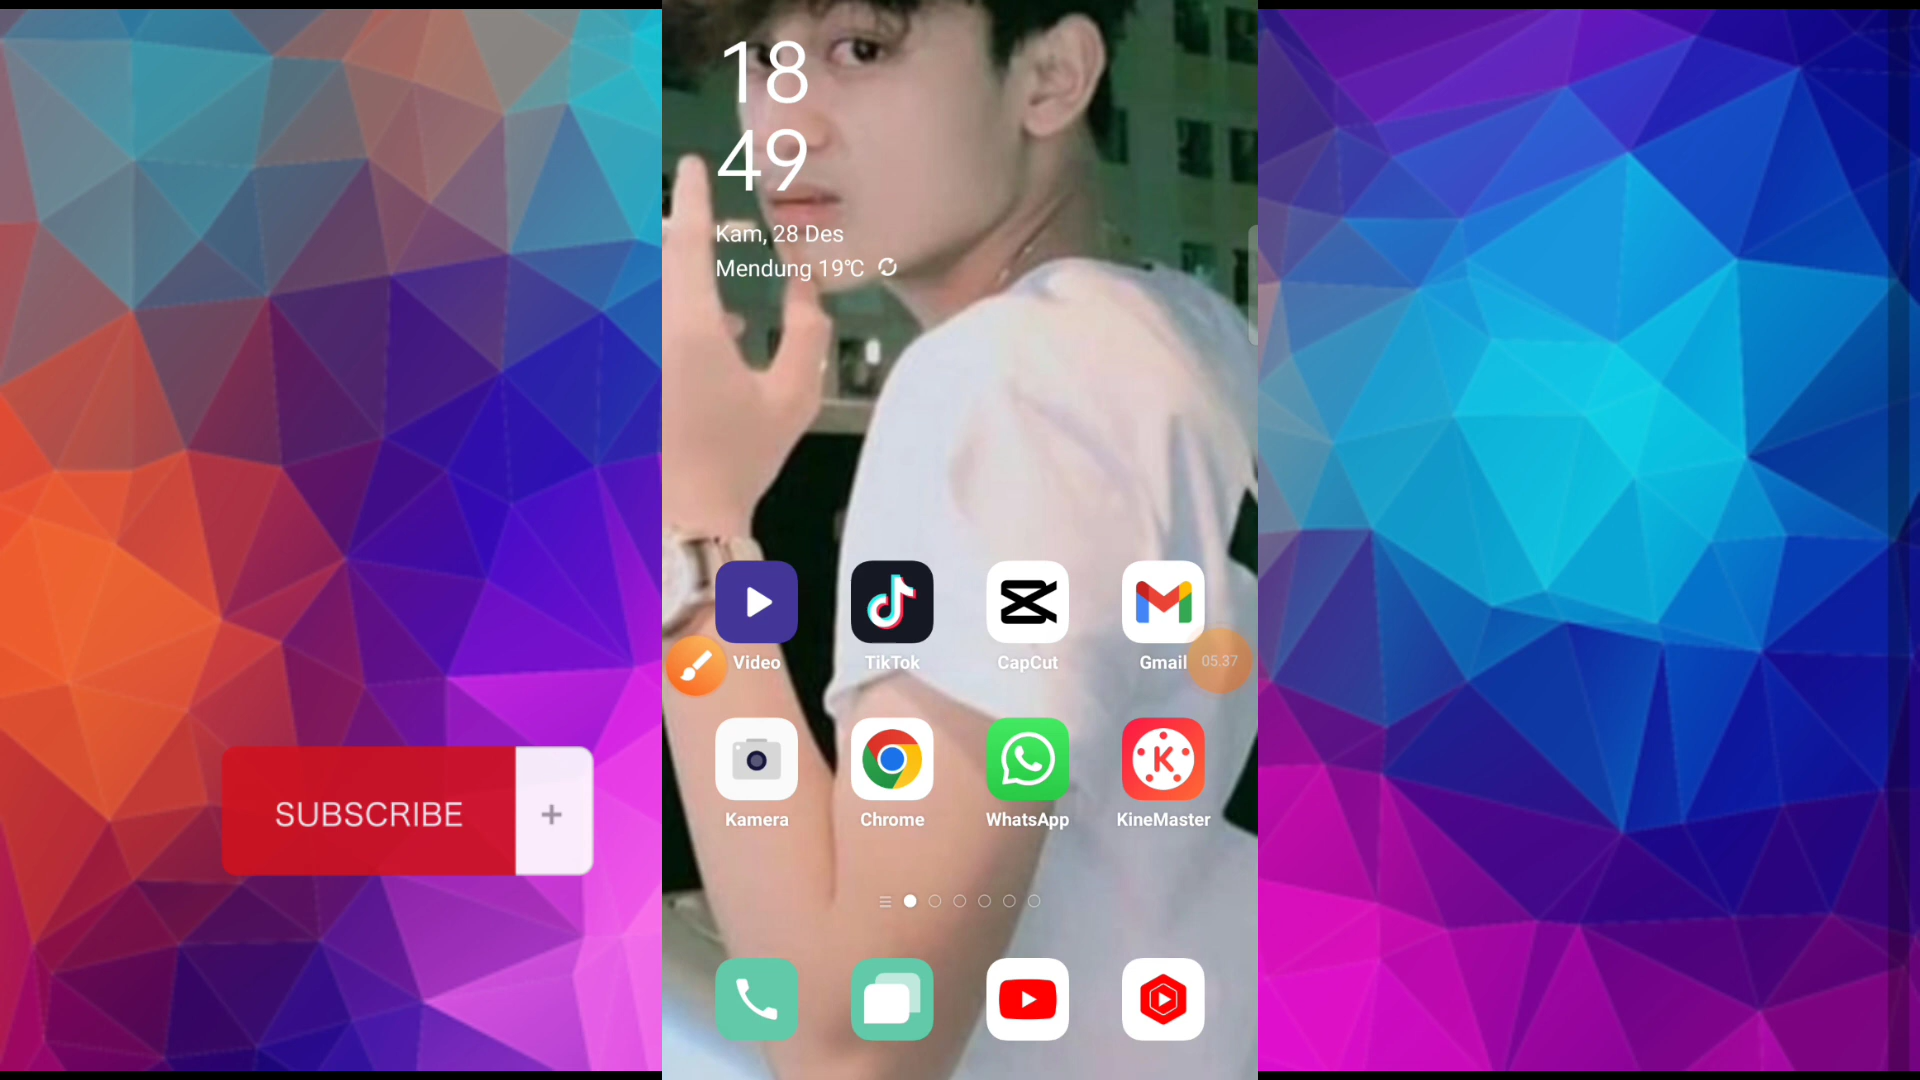 18
49
Kam, 28 Des
Mendung 19°C
Video
TikTok
CapCut
Gmail
05.37
Kamera
Chrome
WhatsApp
KineMaster
SUBSCRIBE +